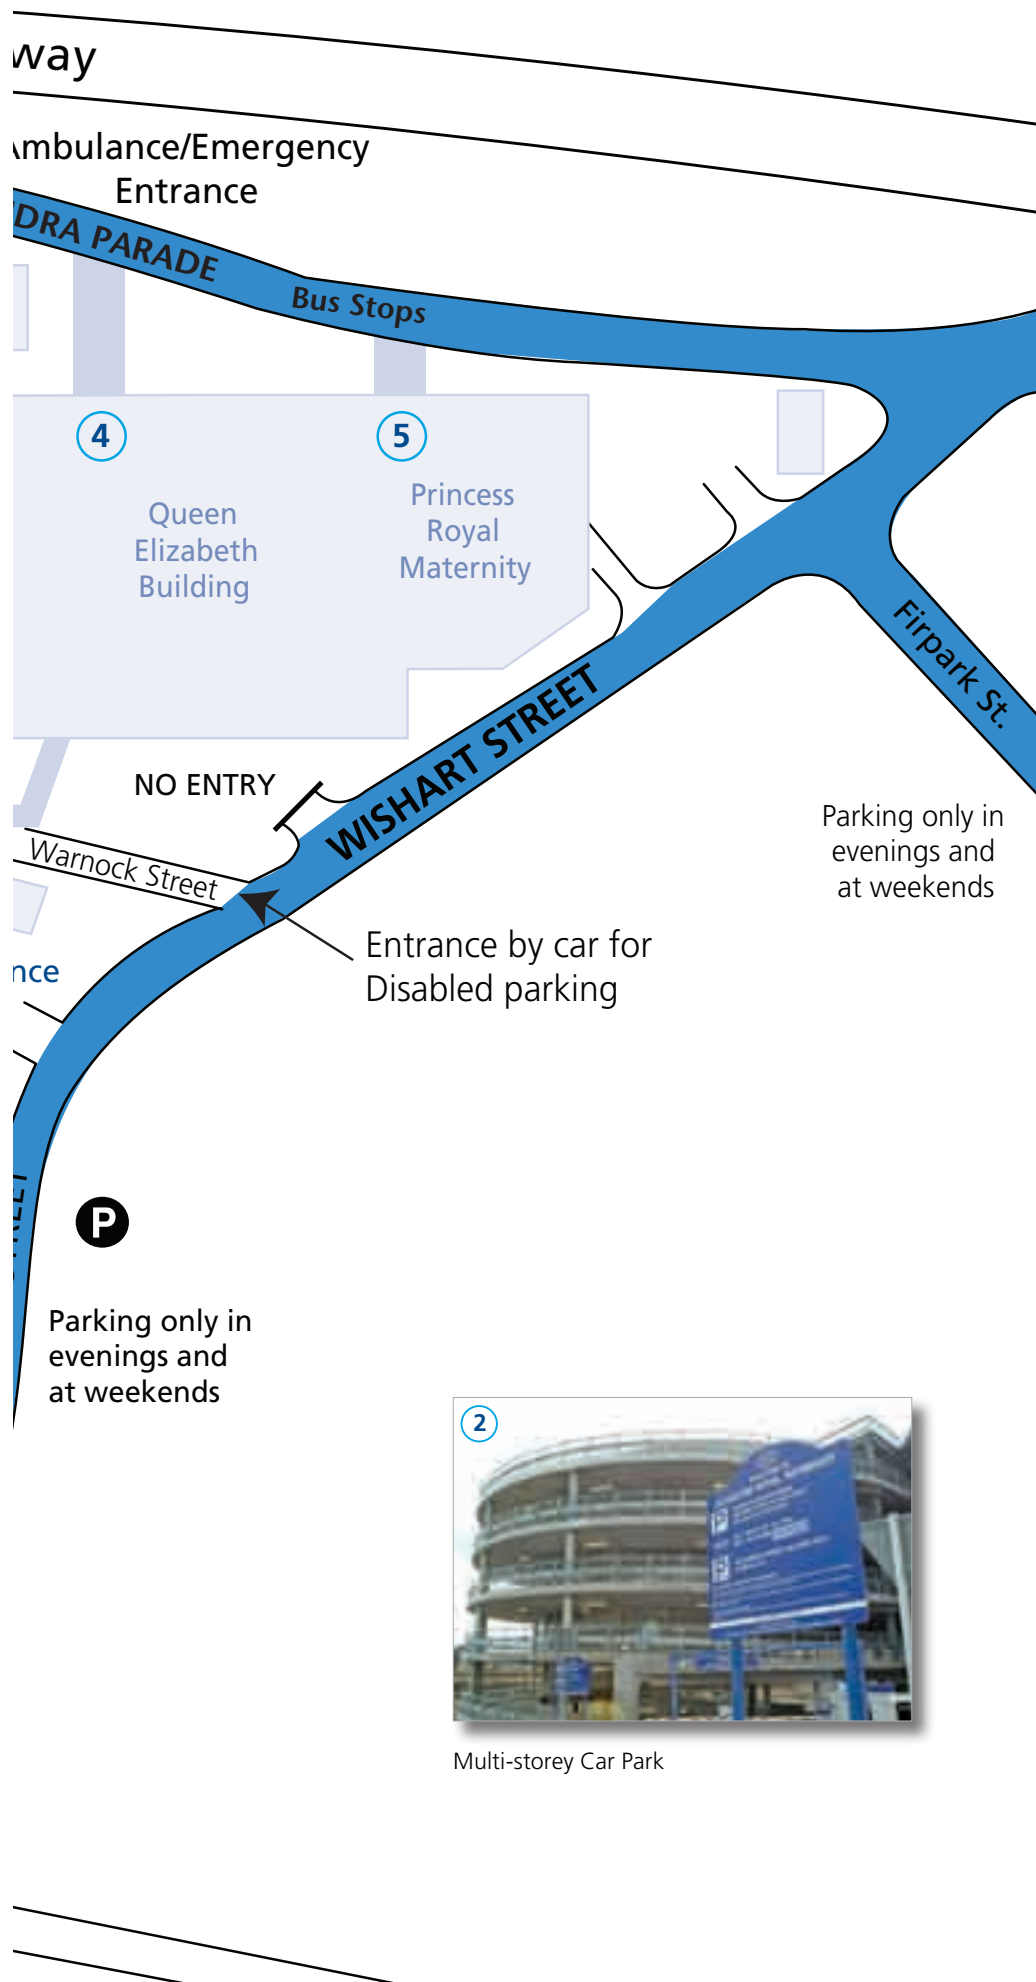 way
Ambulance/Emergency
Entrance
DRA PARADE
Bus Stops
4
5
Queen
Elizabeth
Building
Princess
Royal
Maternity
Firpark St.
WISHART STREET
NO ENTRY
Warnock Street
Parking only in
evenings and
at weekends
Entrance by car for
Disabled parking
nce
P
Parking only in
evenings and
at weekends
2
P
P
Multi-storey Car Park